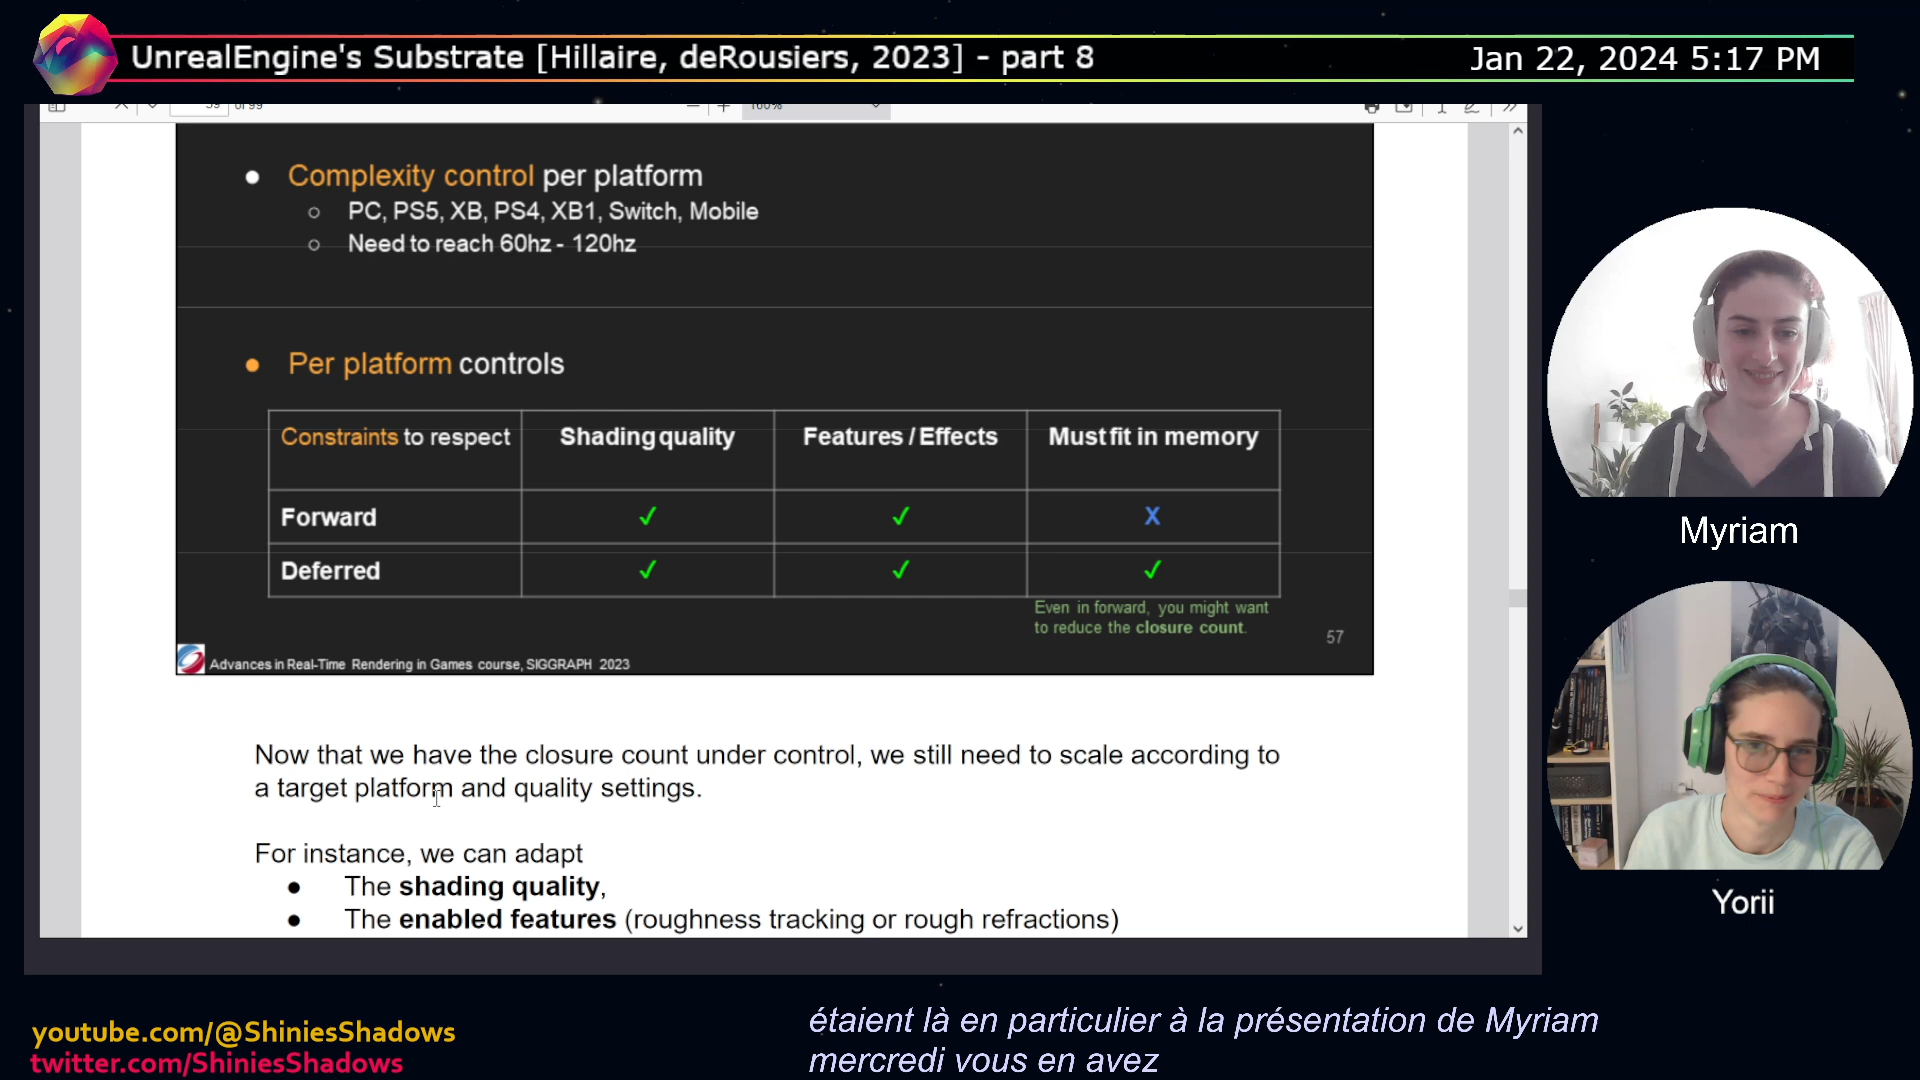 UnrealEngine's Substrate [Hillaire, deRousiers, 2023] - part 8
Jan 22, 2024 5:17 PM
59 of 99
160%
Complexity control per platform
PC, PS5, XB, PS4, XB1, Switch, Mobile
Need to reach 60hz - 120hz
Per platform controls
Constraints to respect
Shading quality
Features / Effects
Must fit in memory
Forward
✓
✓
X
Deferred
✓
✓
✓
Even in forward, you might want
to reduce the closure count.
57
Advances in Real-Time Rendering in Games course, SIGGRAPH 2023
Now that we have the closure count under control, we still need to scale according to
a target platform and quality settings.
For instance, we can adapt
● The shading quality,
● The enabled features (roughness tracking or rough refractions)
Myriam
Yorii
youtube.com/@ShiniesShadows
twitter.com/ShiniesShadows
étaient là en particulier à la présentation de Myriam
mercredi vous en avez